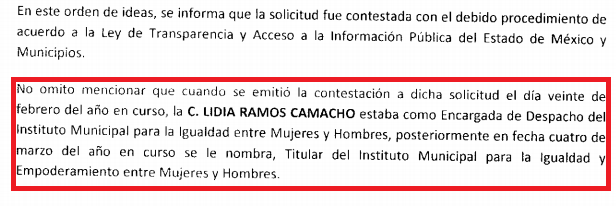 En este orden de ideas, se informa que la solicitud fue contestada con el debido procedimiento de
acuerdo a la Ley de Transparencia y Acceso a la Información Pública del Estado de México y
Municipios.
No omito mencionar que cuando se emitió la contestación a dicha solicitud el día veinte de
febrero del año en curso, la C. LIDIA RAMOS CAMACHO estaba como Encargada de Despacho del
Instituto Municipal para la Igualdad entre Mujeres y Hombres, posteriormente en fecha cuatro de
marzo del año en curso se le nombra, Titular del Instituto Municipal para la Igualdad y
Empoderamiento entre Mujeres y Hombres.